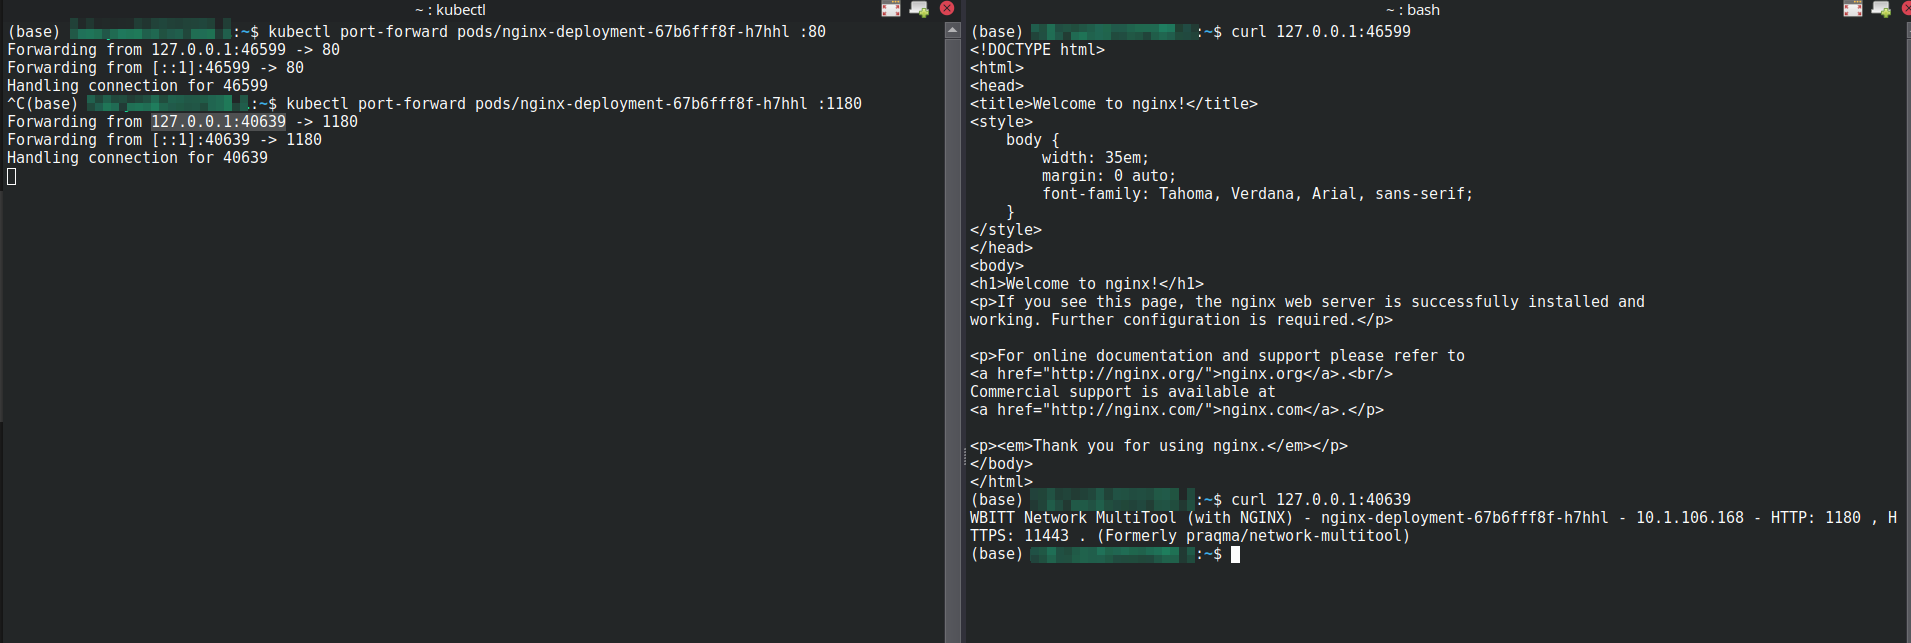 ~ : kubectl
(base) :~$ kubectl port-forward pods/nginx-deployment-67b6fff8f-h7hhl :80
Forwarding from 127.0.0.1:46599 -> 80
Forwarding from [::1]:46599 -> 80
Handling connection for 46599
^C(base) :~$ kubectl port-forward pods/nginx-deployment-67b6fff8f-h7hhl :1180
Forwarding from 127.0.0.1:40639 -> 1180
Forwarding from [::1]:40639 -> 1180
Handling connection for 40639
~ : bash
(base) :~$ curl 127.0.0.1:46599
<!DOCTYPE html>
<html>
<head>
<title>Welcome to nginx!</title>
<style>
    body {
        width: 35em;
        margin: 0 auto;
        font-family: Tahoma, Verdana, Arial, sans-serif;
    }
</style>
</head>
<body>
<h1>Welcome to nginx!</h1>
<p>If you see this page, the nginx web server is successfully installed and
working. Further configuration is required.</p>
<p>For online documentation and support please refer to
<a href="http://nginx.org/">nginx.org</a>.<br/>
Commercial support is available at
<a href="http://nginx.com/">nginx.com</a>.</p>
<p><em>Thank you for using nginx.</em></p>
</body>
</html>
(base) :~$ curl 127.0.0.1:40639
WBITT Network MultiTool (with NGINX) - nginx-deployment-67b6fff8f-h7hhl - 10.1.106.168 - HTTP: 1180 , H
TTPS: 11443 . (Formerly praqma/network-multitool)
(base) :~$